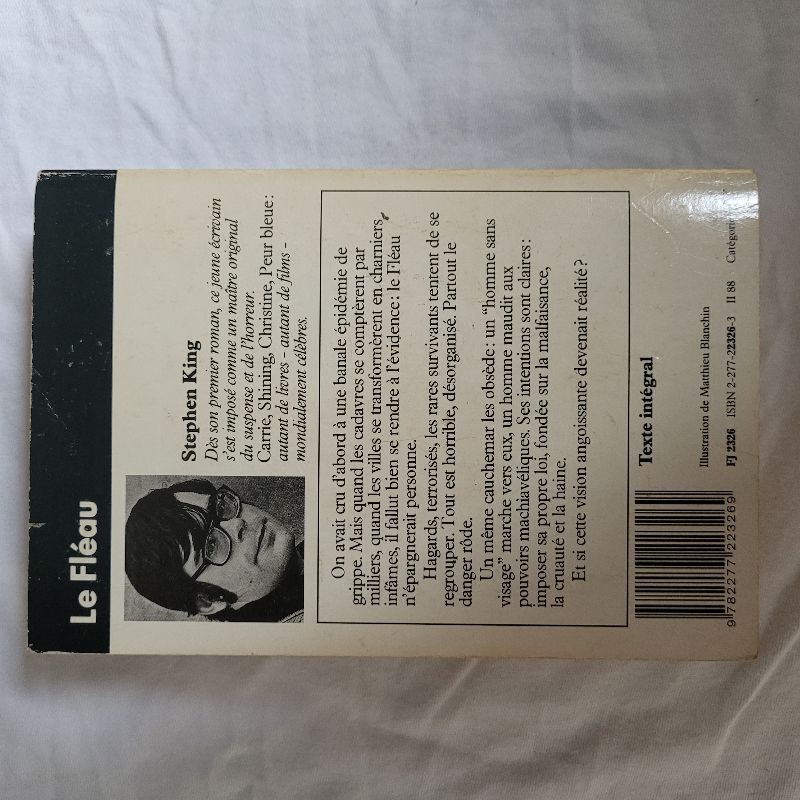 Le Fléau
Stephen King
Dès son premier roman, ce jeune écrivain
s'est imposé comme un maître original
du suspense et de l'horreur.
Carrie, Shining, Christine, Peur bleue :
autant de livres - autant de films -
mondialement célèbres.
On avait cru d'abord à une banale épidémie de
grippe. Mais quand les cadavres se comptèrent par
milliers, quand les villes se transformèrent en charniers
infâmes, il fallut bien se rendre à l'évidence : le Fléau
n'épargnerait personne.
Hagards, terrorisés, les rares survivants tentent de se
regrouper. Tout est horrible, désorganisé. Partout le
danger rôde.
Un même cauchemar les obsède : un "homme sans
visage" marche vers eux, un homme maudit aux
pouvoirs machiavéliques. Ses intentions sont claires :
imposer sa propre loi, fondée sur la malfaisance,
la cruauté et la haine.
Et si cette vision angoissante devenait réalité ?
Texte intégral
Illustration de Matthieu Blanchin
9782277223269
FJ 2326 ISBN 2-277-22326-3 II 88